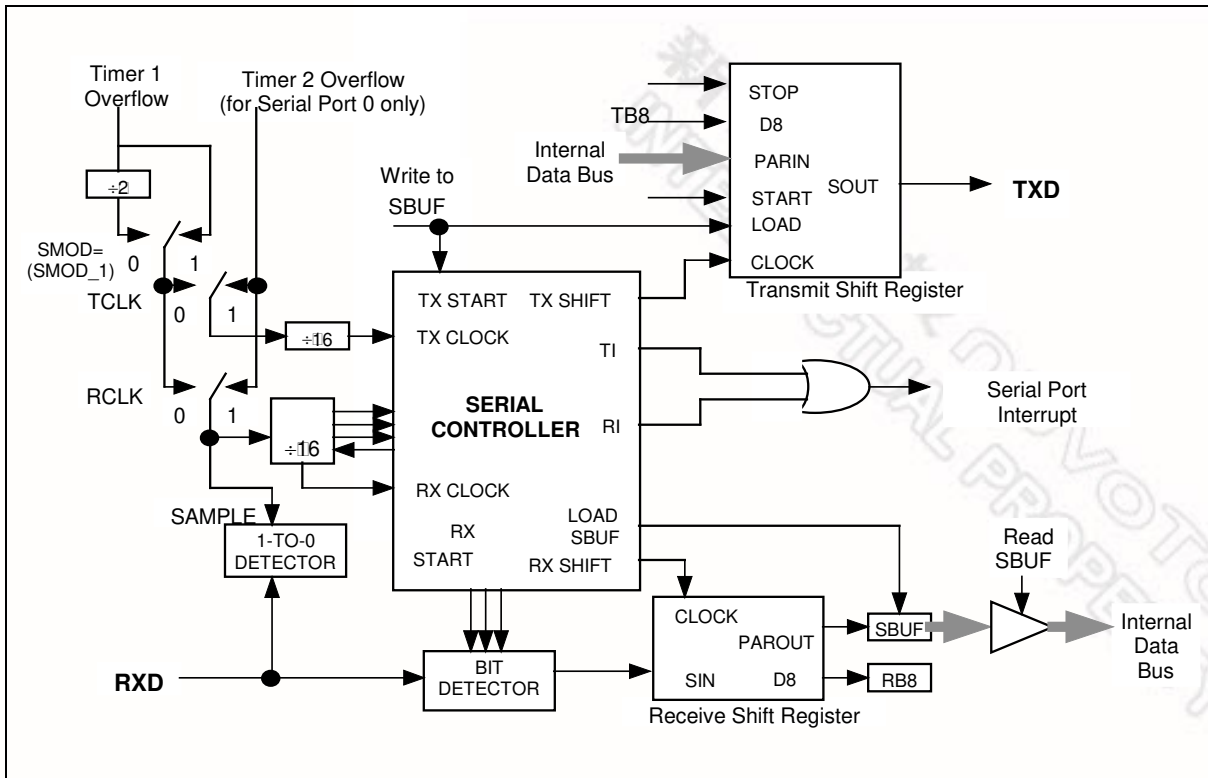 Timer 1
Overflow
Timer 2 Overflow
(for Serial Port 0 only)
÷2
SMOD=
(SMOD_1)
0
1
TCLK
0
1
÷16
RCLK
0
1
÷16
SAMPLE
1-TO-0
DETECTOR
RXD
BIT
DETECTOR
Write to
SBUF
TX START
TX SHIFT
TX CLOCK
TI
SERIAL
CONTROLLER
RI
RX CLOCK
LOAD
SBUF
RX
START
RX SHIFT
TB8
Internal
Data Bus
STOP
D8
PARIN
SOUT
START
LOAD
CLOCK
Transmit Shift Register
TXD
Serial Port
Interrupt
CLOCK
PAROUT
SIN
D8
Receive Shift Register
SBUF
RB8
Read
SBUF
Internal
Data
Bus